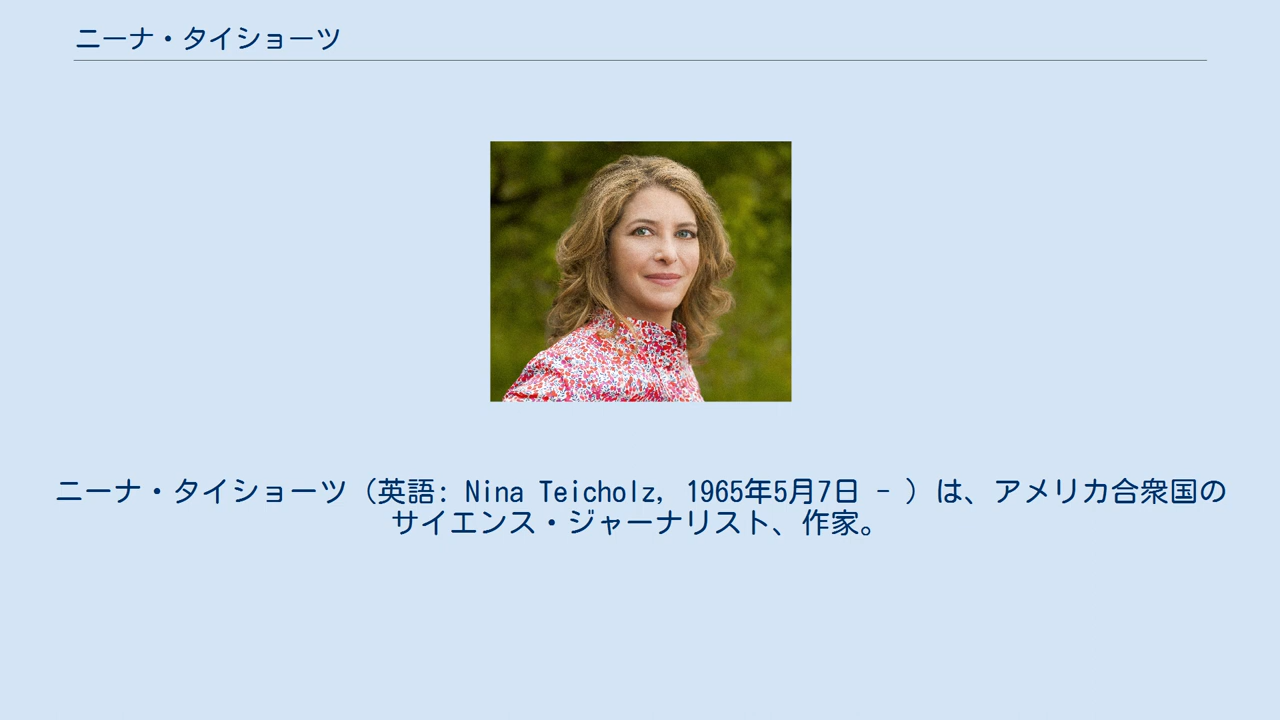 ニーナ・タイショーツ
ニーナ・タイショーツ（英語: Nina Teicholz, 1965年5月7日 - ）は、アメリカ合衆国の
サイエンス・ジャーナリスト、作家。